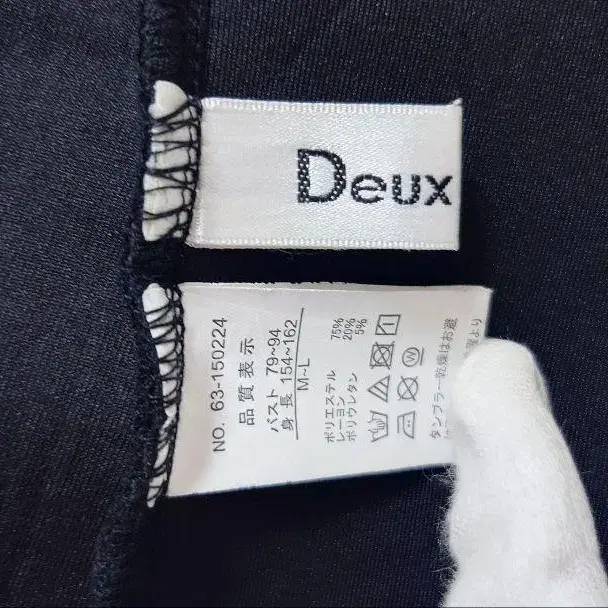 Deux
NO. 63-150224
品質表示
バスト 79~94
身長 154~162
M~L
ポリエステル 75%
レーヨン 20%
ポリウレタン 5%
タンブラー乾燥はお避